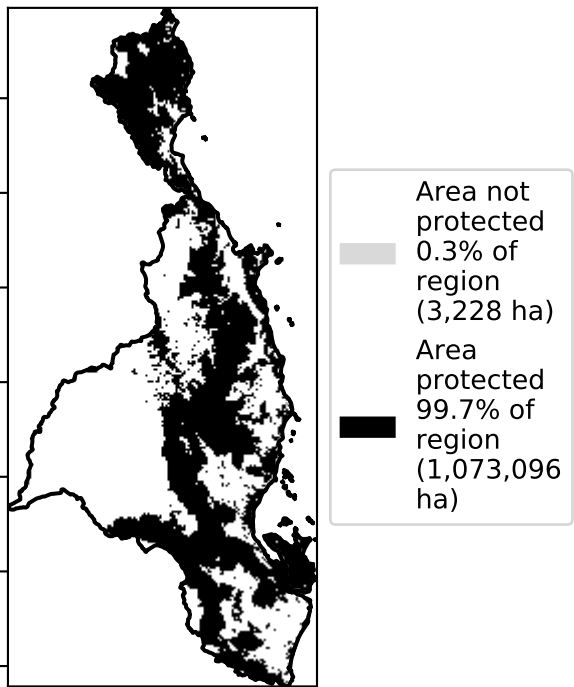 Area not
protected
0.3% of
region
(3,228 ha)
Area
protected
99.7% of
region
(1,073,096
ha)